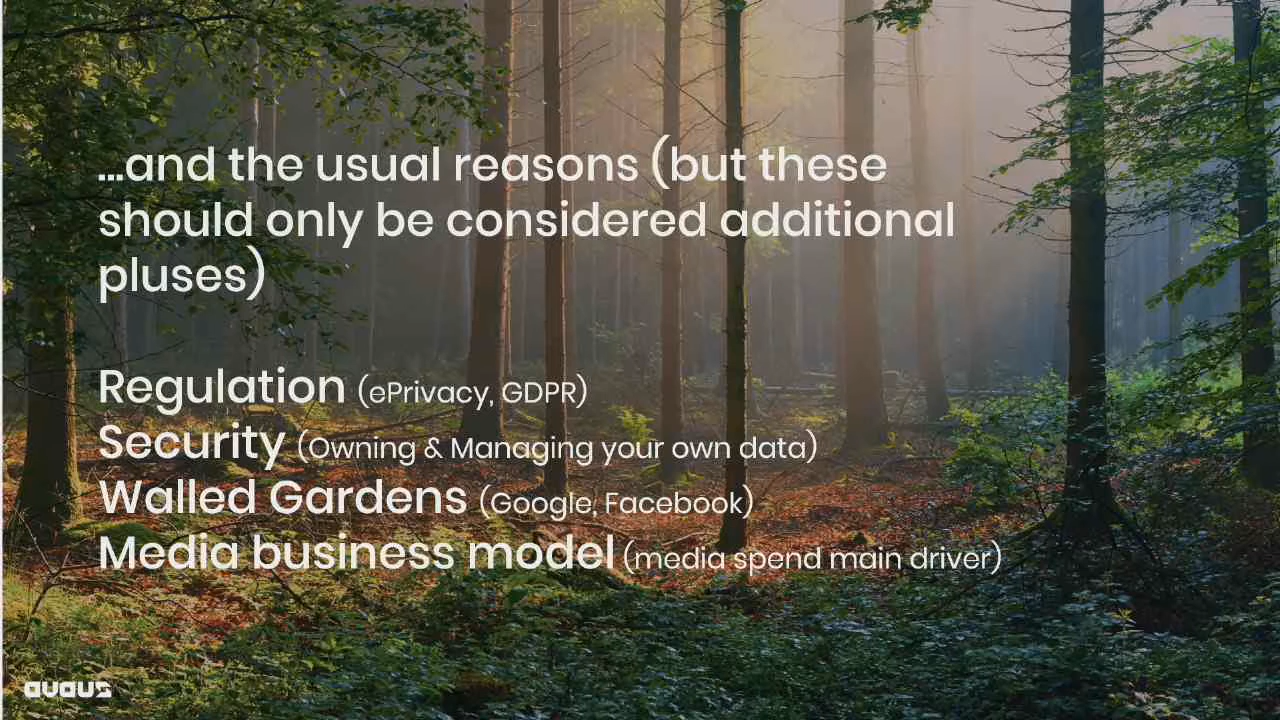 ...and the usual reasons (but these
should only be considered additional
pluses)
Regulation (ePrivacy, GDPR)
Security (Owning & Managing your own data)
Walled Gardens (Google, Facebook)
Media business model (media spend main driver)
avaus